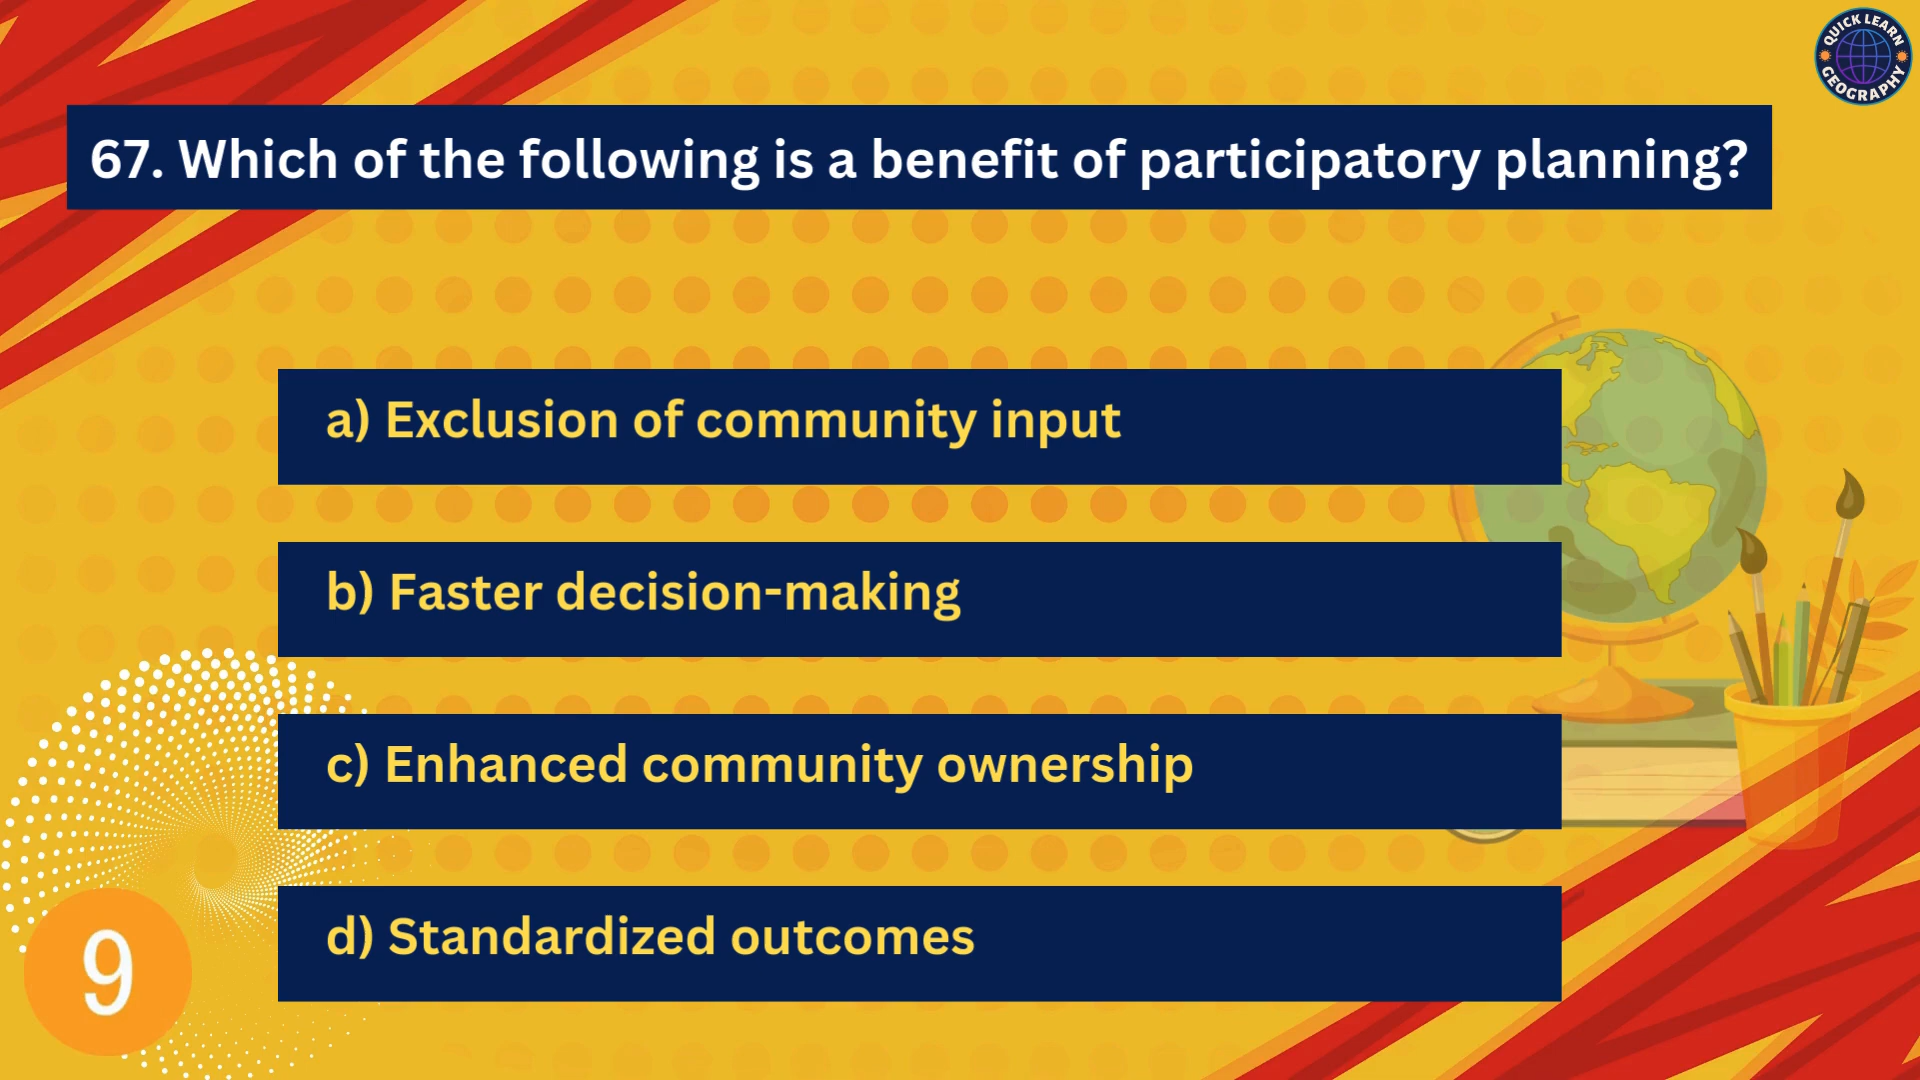 QUICK LEARN
GEOGRAPHY
67. Which of the following is a benefit of participatory planning?
a) Exclusion of community input
b) Faster decision-making
c) Enhanced community ownership
d) Standardized outcomes
9